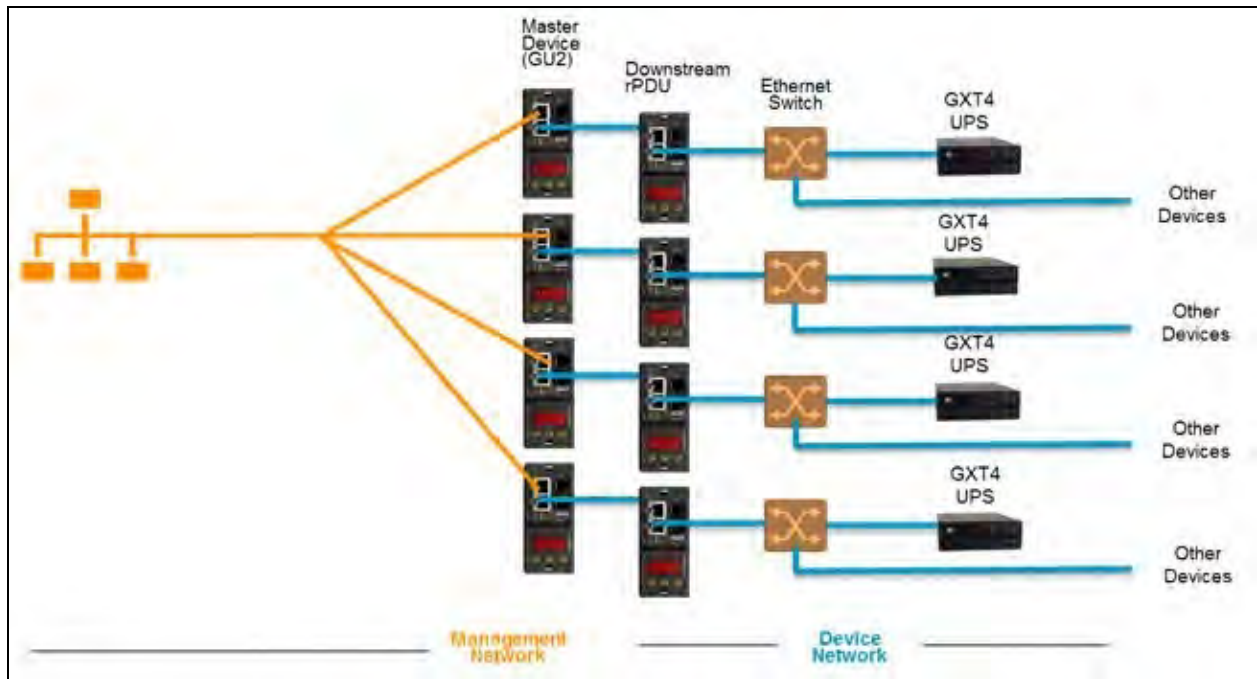 Master
Device
(GU2)
Downstream
rPDU
Ethernet
Switch
GXT4
UPS
Other
Devices
GXT4
UPS
Other
Devices
GXT4
UPS
Other
Devices
GXT4
UPS
Other
Devices
Management
Network
Device
Network